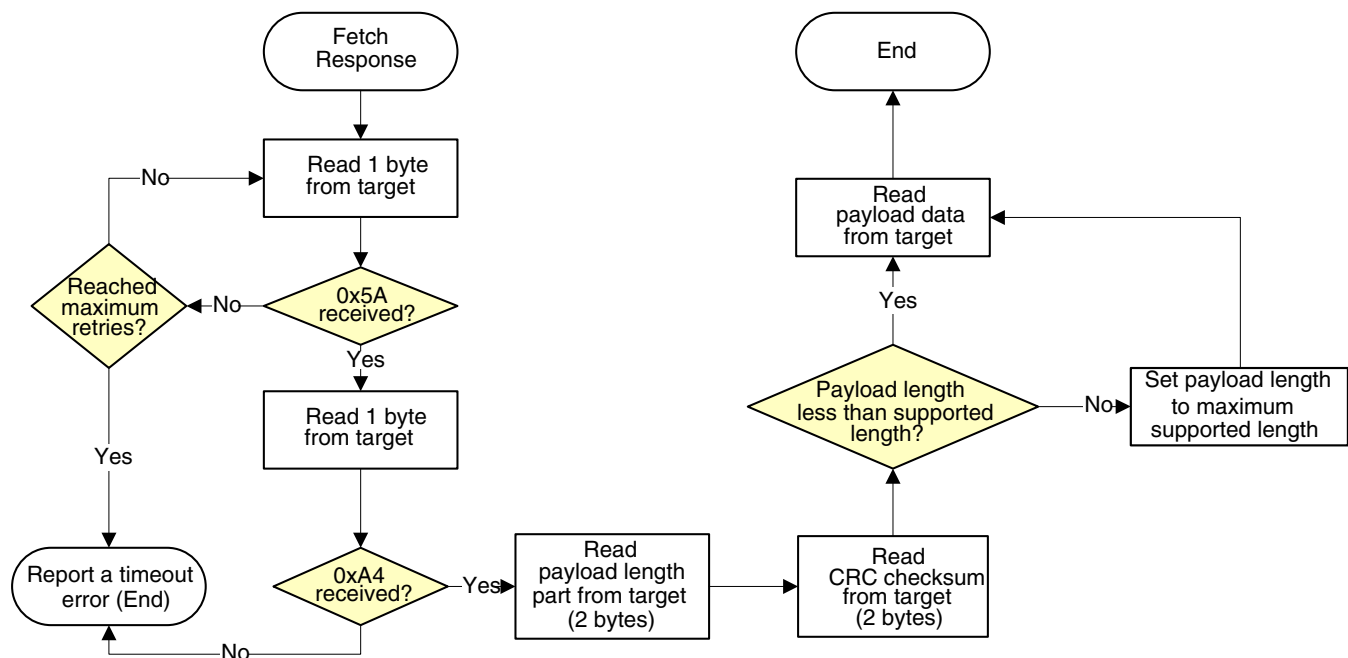 Fetch
Response
Read 1 byte
from target
No
Reached
maximum
retries?
No
0x5A
received?
Yes
Read 1 byte
from target
Yes
Report a timeout
error (End)
0xA4
received?
No
Yes
Read
payload length
part from target
(2 bytes)
Read
CRC checksum
from target
(2 bytes)
Payload length
less than supported
length?
No
Set payload length
to maximum
supported length
Yes
Read
payload data
from target
End